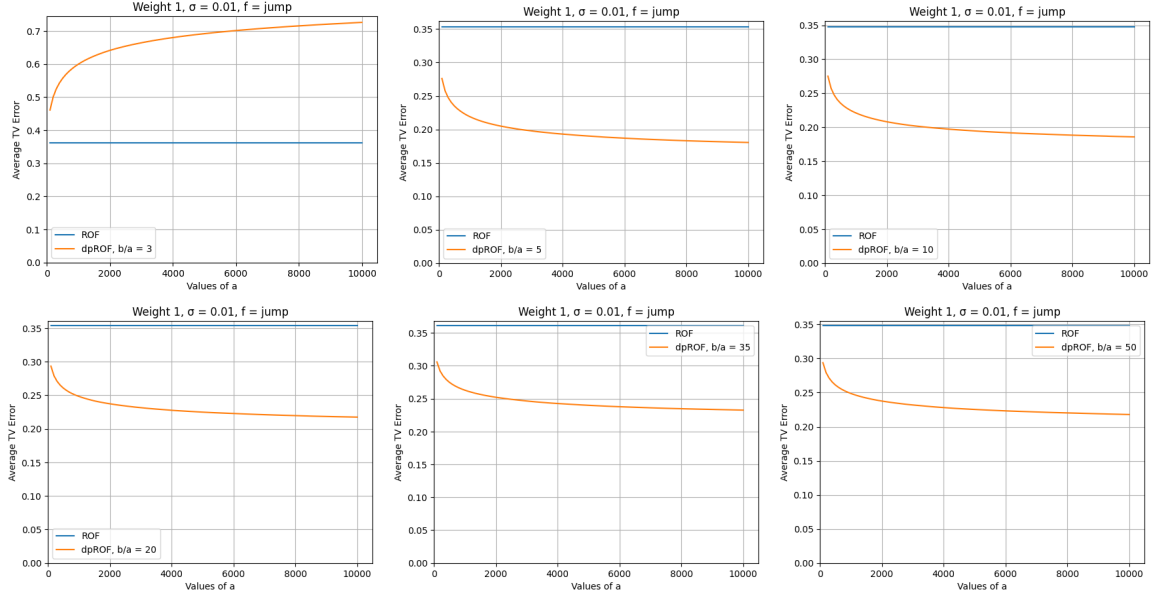 Weight 1, σ = 0.01, f = jump
Average TV Error
0.7
0.6
0.5
0.4
0.3
0.2
0.1
0.0
ROF
dpROF, b/a = 3
0 2000 4000 6000 8000 10000
Values of a
Weight 1, σ = 0.01, f = jump
Average TV Error
0.35
0.30
0.25
0.20
0.15
0.10
0.05
0.00
ROF
dpROF, b/a = 5
0 2000 4000 6000 8000 10000
Values of a
Weight 1, σ = 0.01, f = jump
Average TV Error
0.35
0.30
0.25
0.20
0.15
0.10
0.05
0.00
ROF
dpROF, b/a = 10
0 2000 4000 6000 8000 10000
Values of a
Weight 1, σ = 0.01, f = jump
Average TV Error
0.35
0.30
0.25
0.20
0.15
0.10
0.05
0.00
ROF
dpROF, b/a = 20
0 2000 4000 6000 8000 10000
Values of a
Weight 1, σ = 0.01, f = jump
Average TV Error
0.35
0.30
0.25
0.20
0.15
0.10
0.05
0.00
ROF
dpROF, b/a = 35
0 2000 4000 6000 8000 10000
Values of a
Weight 1, σ = 0.01, f = jump
Average TV Error
0.35
0.30
0.25
0.20
0.15
0.10
0.05
0.00
ROF
dpROF, b/a = 50
0 2000 4000 6000 8000 10000
Values of a